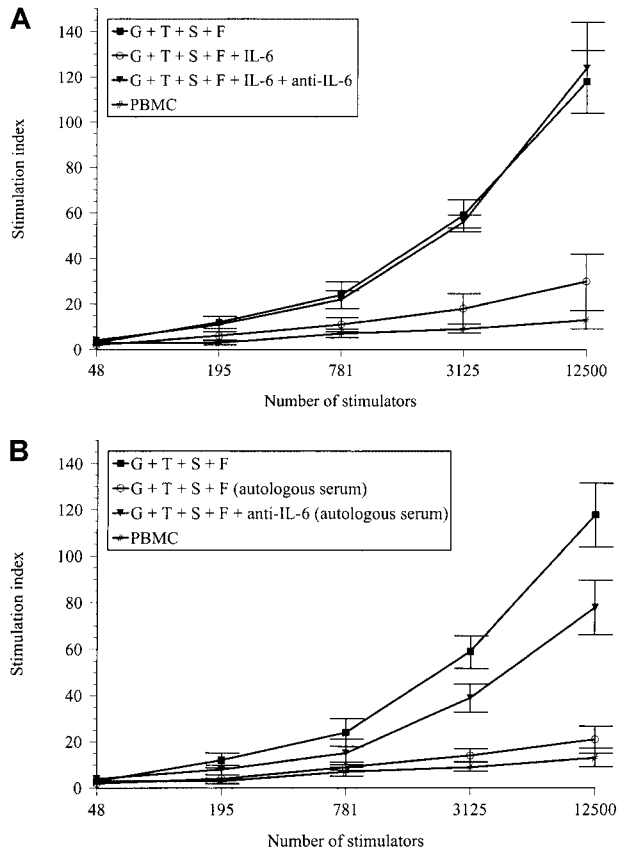 A
G + T + S + F
G + T + S + F + IL-6
G + T + S + F + IL-6 + anti-IL-6
PBMC
Stimulation index
140
120
100
80
60
40
20
0
48
195
781
3125
12500
Number of stimulators
B
G + T + S + F
G + T + S + F (autologous serum)
G + T + S + F + anti-IL-6 (autologous serum)
PBMC
Stimulation index
140
120
100
80
60
40
20
0
48
195
781
3125
12500
Number of stimulators